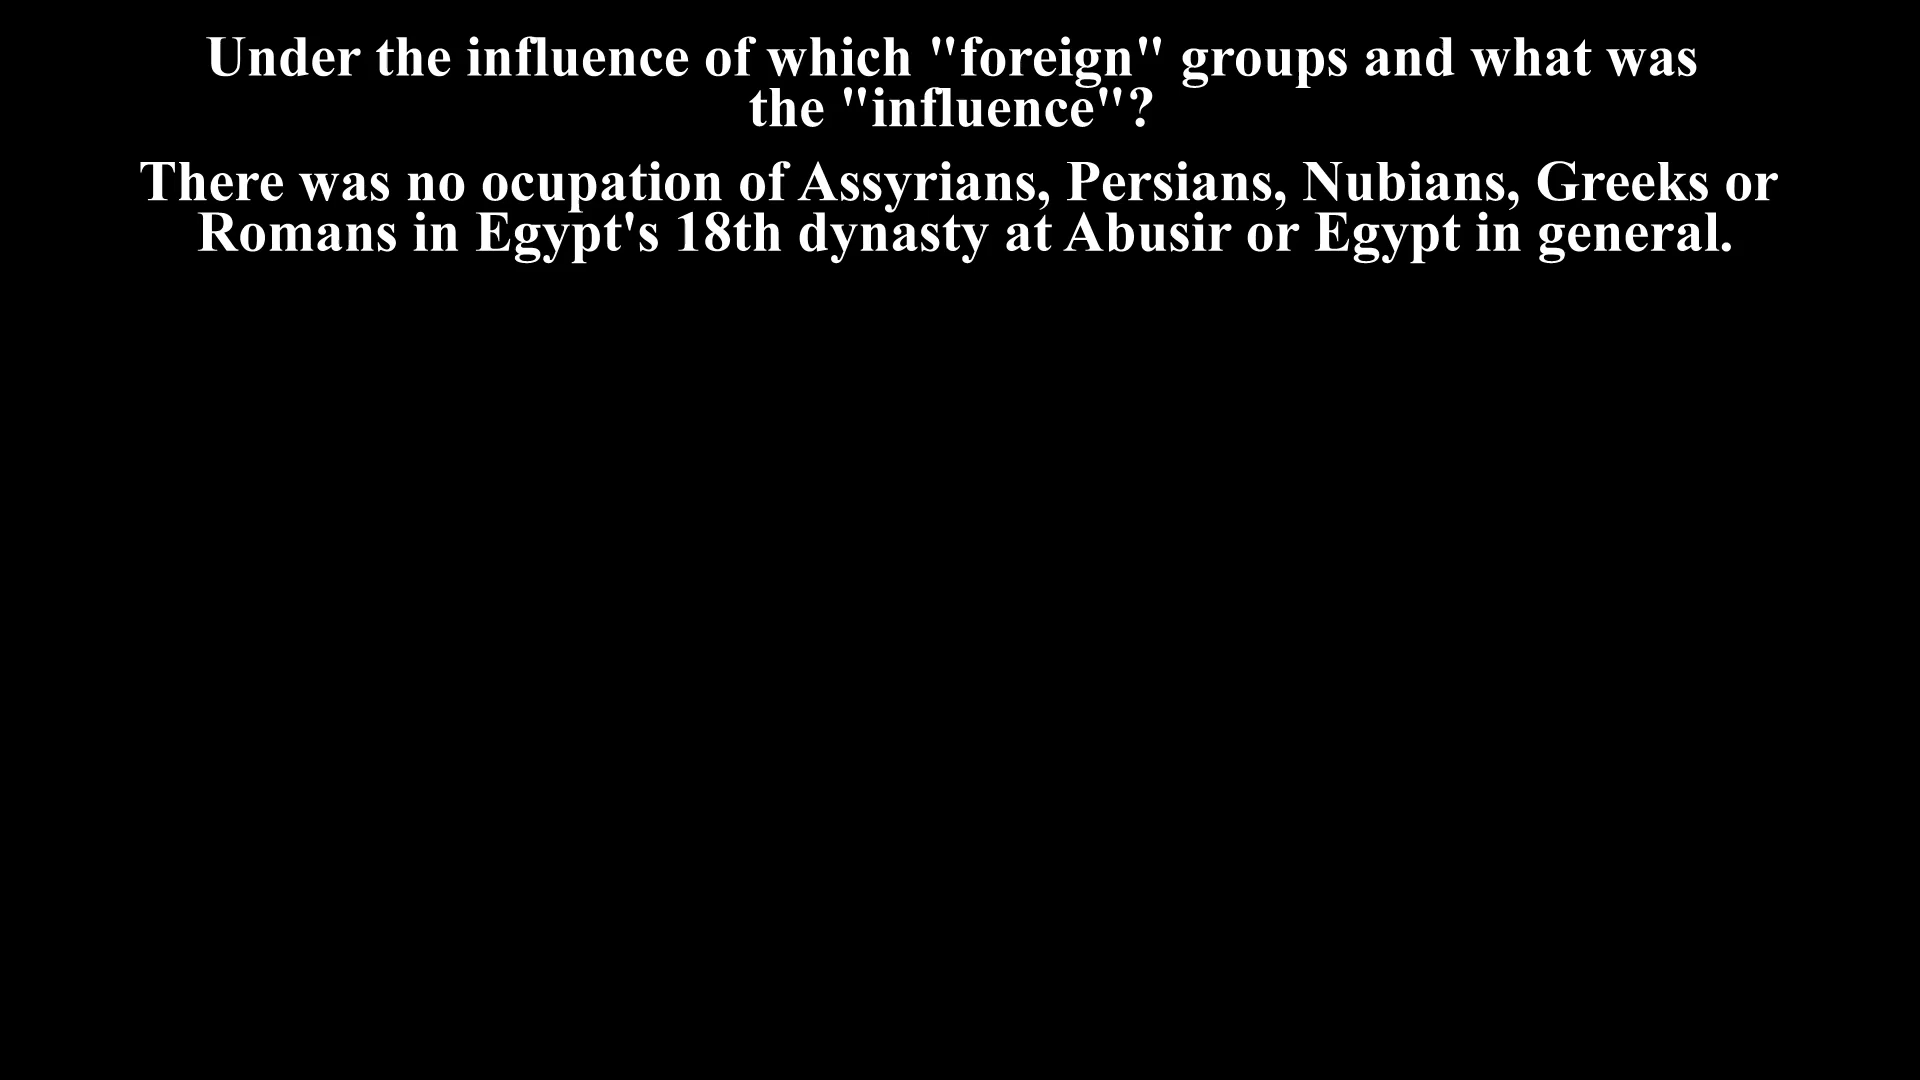 Under the influence of which "foreign" groups and what was
the "influence"?
There was no ocupation of Assyrians, Persians, Nubians, Greeks or
Romans in Egypt's 18th dynasty at Abusir or Egypt in general.